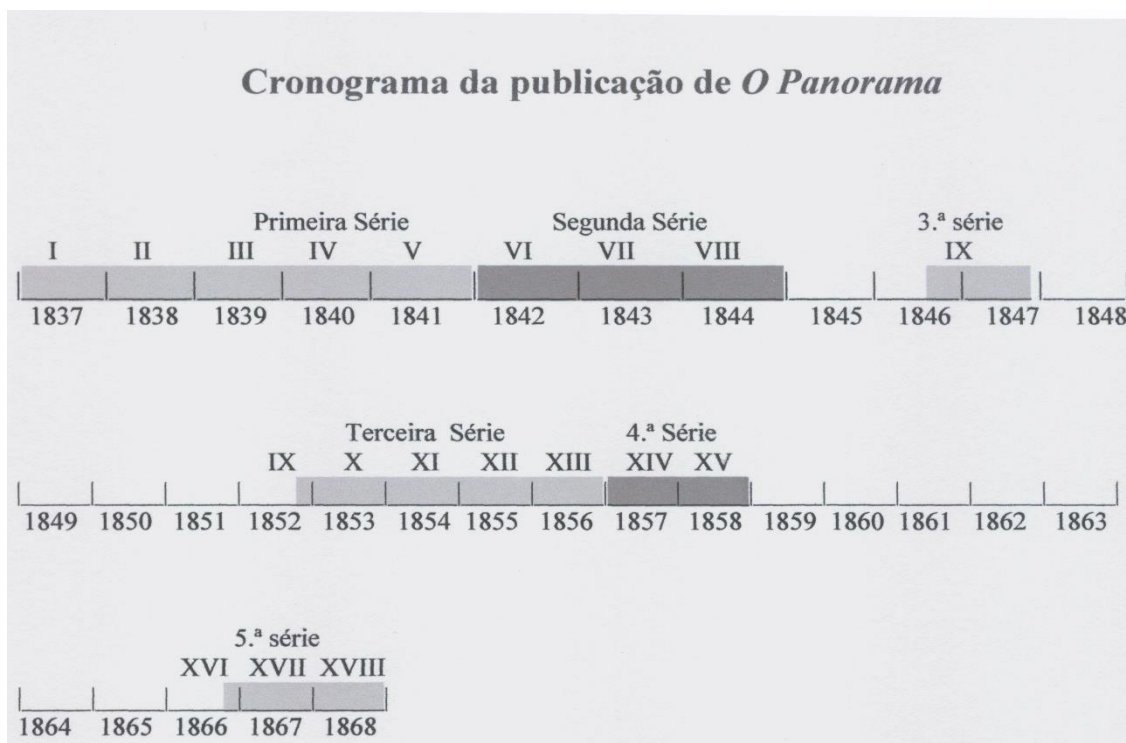 Cronograma da publicação de O Panorama
Primeira Série Segunda Série 3.ª série
I II III IV V VI VII VIII IX
1837 1838 1839 1840 1841 1842 1843 1844 1845 1846 1847 1848
Terceira Série 4.ª Série
IX X XI XII XIII XIV XV
1849 1850 1851 1852 1853 1854 1855 1856 1857 1858 1859 1860 1861 1862 1863
5.ª série
XVI XVII XVIII
1864 1865 1866 1867 1868